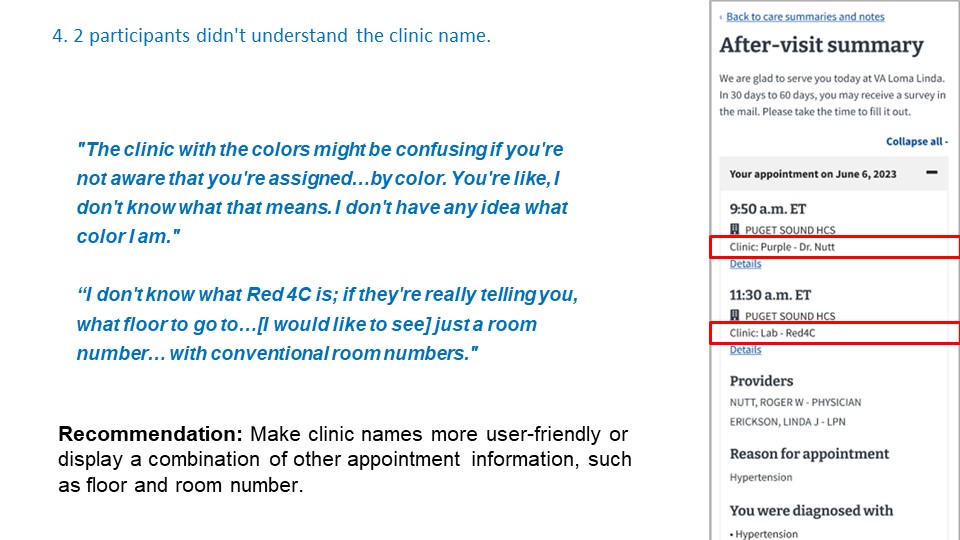 4. 2 participants didn't understand the clinic name.
"The clinic with the colors might be confusing if you're
not aware that you're assigned…by color. You're like, I
don't know what that means. I don't have any idea what
color I am."
“I don't know what Red 4C is; if they're really telling you,
what floor to go to…[I would like to see] just a room
number… with conventional room numbers."
Recommendation: Make clinic names more user-friendly or
display a combination of other appointment information, such
as floor and room number.
‹ Back to care summaries and notes
After-visit summary
We are glad to serve you today at VA Loma Linda.
In 30 days to 60 days, you may receive a survey in
the mail. Please take the time to fill it out.
Collapse all -
Your appointment on June 6, 2023
9:50 a.m. ET
PUGET SOUND HCS
Clinic: Purple - Dr. Nutt
Details
11:30 a.m. ET
PUGET SOUND HCS
Clinic: Lab - Red4C
Details
Providers
NUTT, ROGER W - PHYSICIAN
ERICKSON, LINDA J - LPN
Reason for appointment
Hypertension
You were diagnosed with
• Hypertension